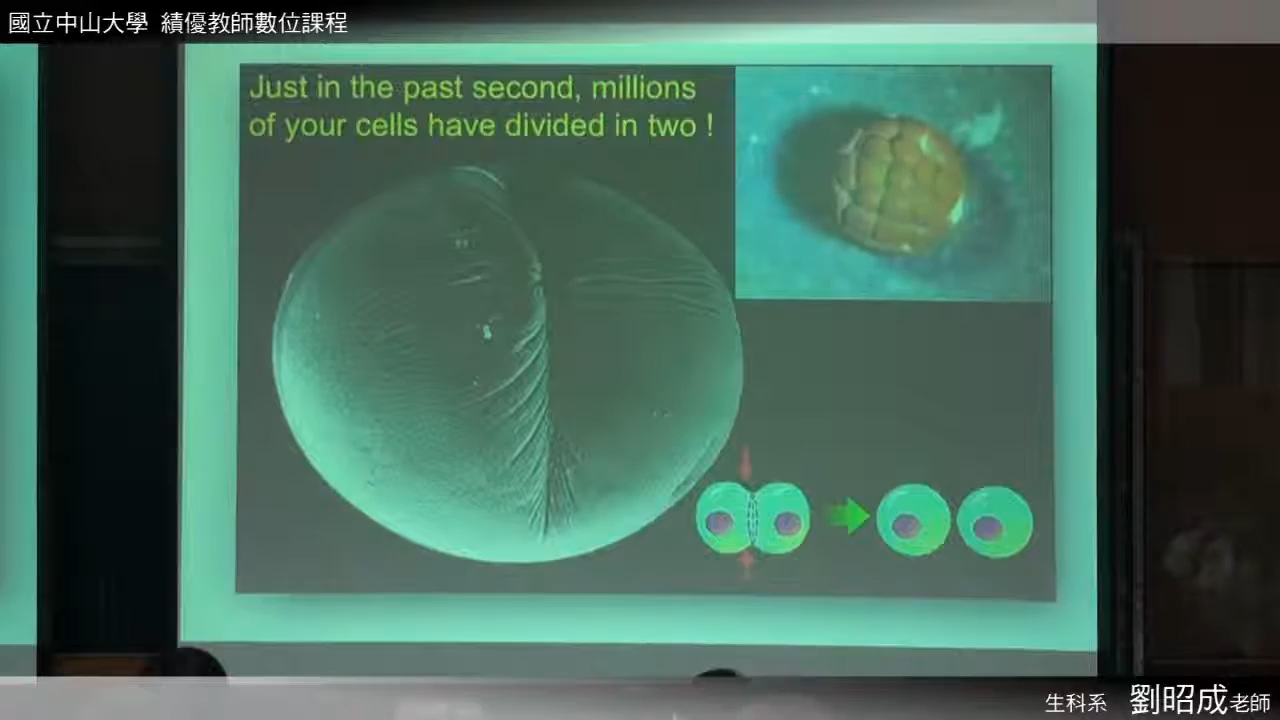 國立中山大學 績優教師數位課程
Just in the past second, millions
of your cells have divided in two !
生科系 劉昭成老師